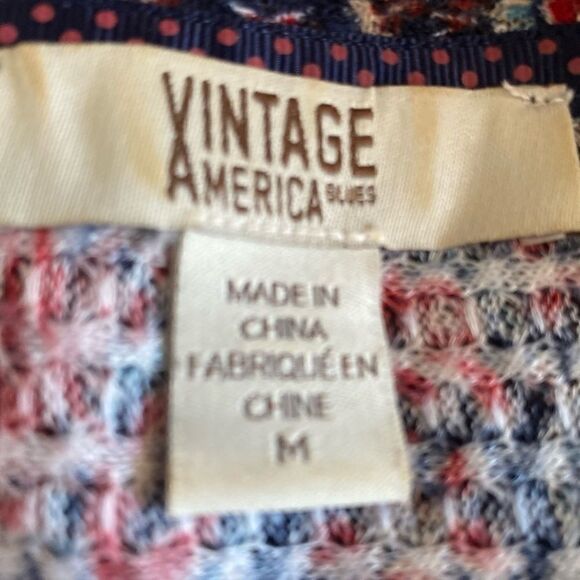 VINTAGE
AMERICA BLUES
MADE IN
CHINA
FABRIQUÉ EN
CHINE
M